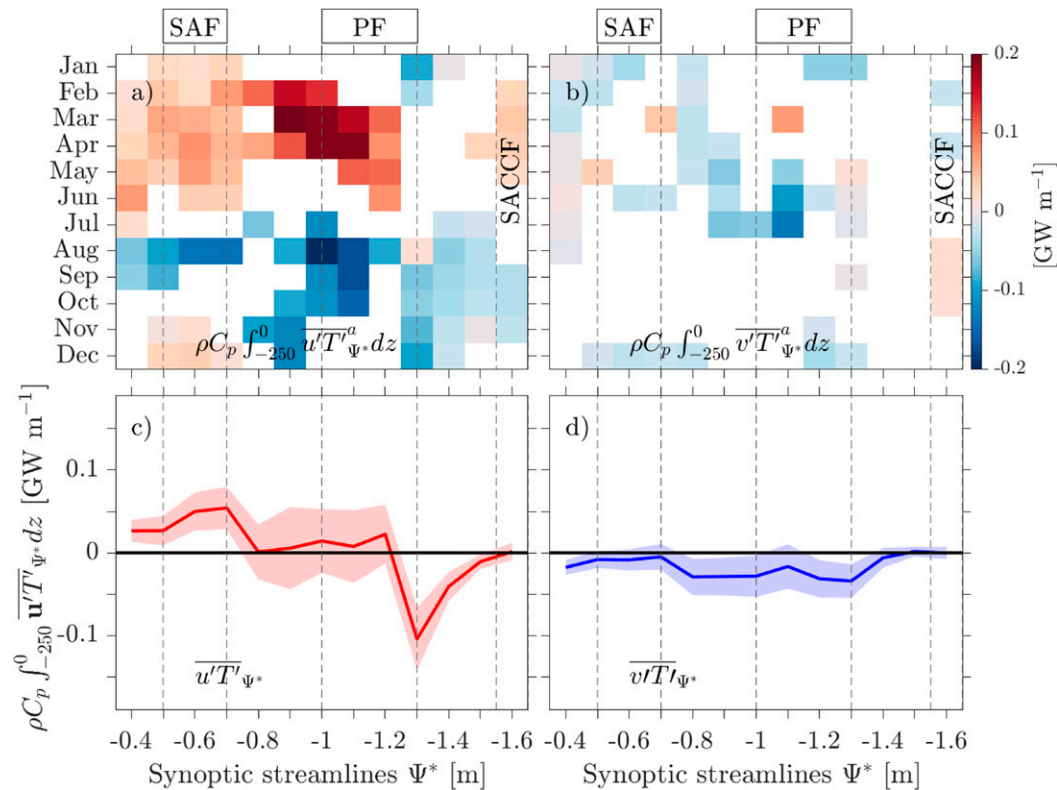 SAF PF SAF PF
a) b)
Jan
Feb
Mar
Apr
May
Jun
Jul
Aug
Sep
Oct
Nov
Dec
SACCF
SACCF
0.2
0.1
0
-0.1
-0.2
[GW m⁻¹]
ρC_p ∫_{-250}^{0} \overline{u'T'}^{a}_{Ψ*} dz
ρC_p ∫_{-250}^{0} \overline{v'T'}^{a}_{Ψ*} dz
c) d)
ρC_p ∫_{-250}^{0} \overline{𝐮'T'}_{Ψ*} dz [GW m⁻¹]
0.1
0
-0.1
\overline{u'T'}_{Ψ*}
\overline{v′T′}_{Ψ*}
-0.4 -0.6 -0.8 -1 -1.2 -1.4 -1.6 -0.4 -0.6 -0.8 -1 -1.2 -1.4 -1.6
Synoptic streamlines Ψ* [m] Synoptic streamlines Ψ* [m]